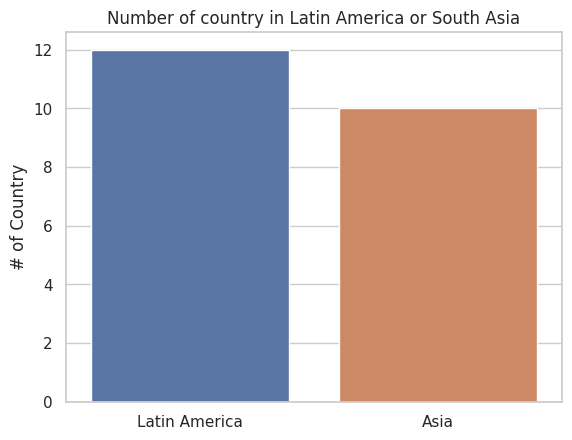 Number of country in Latin America or South Asia
12
10
8
6
4
2
0
# of Country
Latin America
Asia